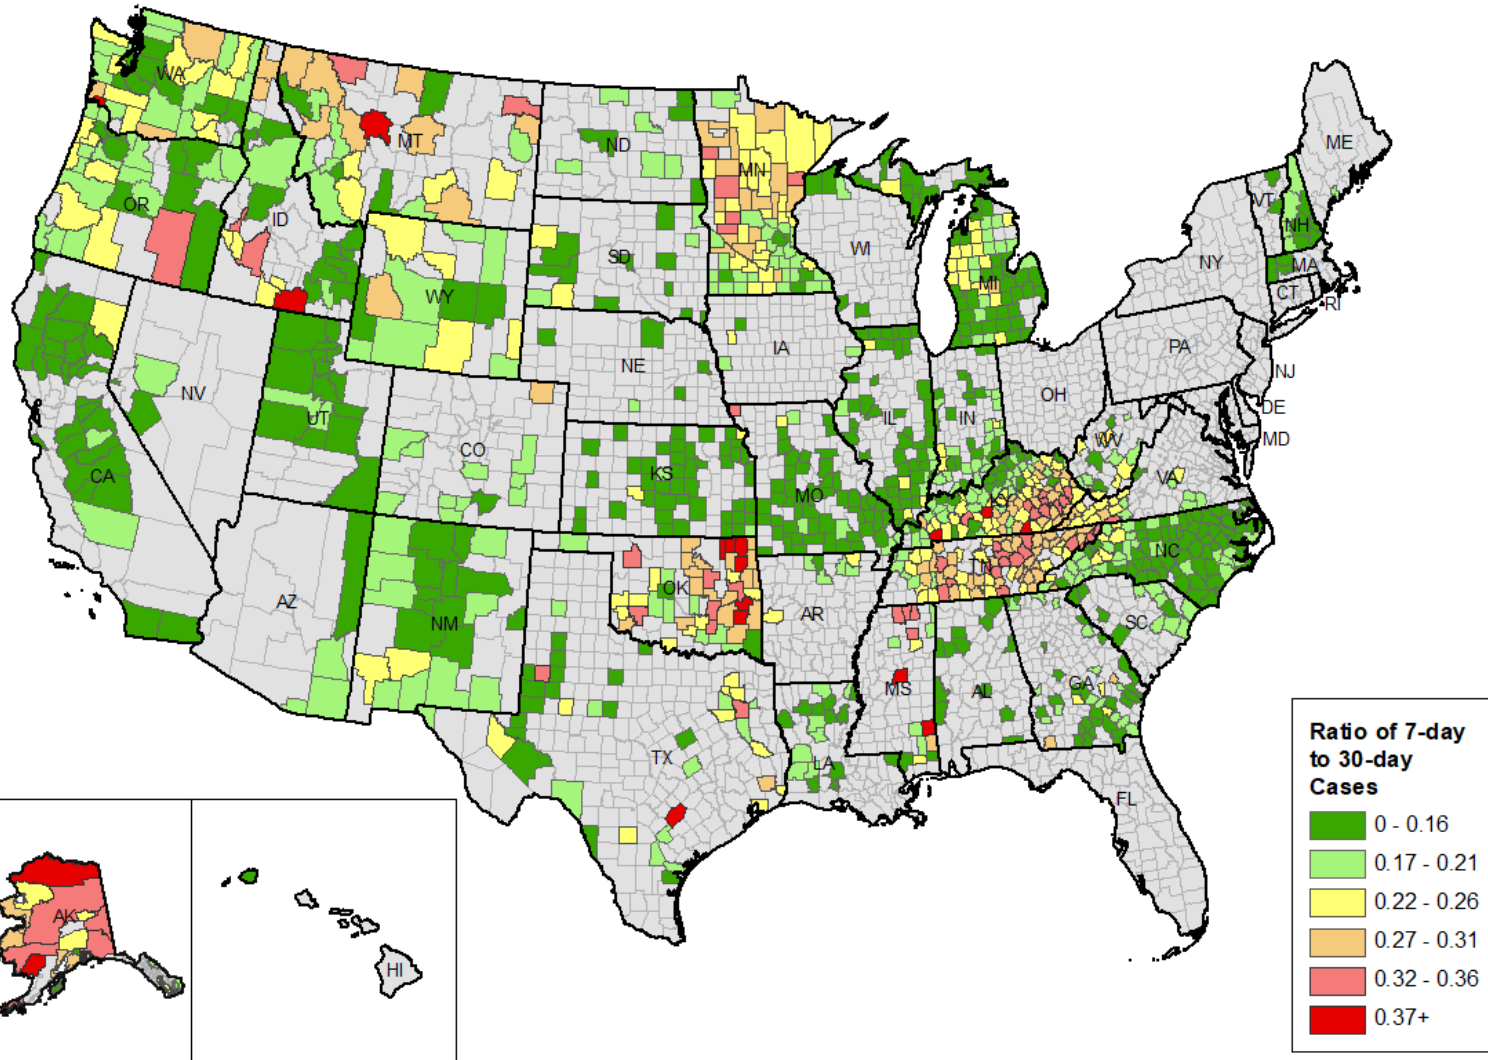 WA
MT
ND
MN
ME
OR
ID
SD
WI
VT
NH
NY
MA
CT
RI
MI
WY
IA
NE
PA
NJ
NV
UT
CO
IL
IN
OH
DE
MD
WV
VA
CA
KS
MO
KY
NC
TN
OK
AR
AZ
NM
SC
MS
AL
GA
TX
LA
FL
AK
HI
Ratio of 7-day
to 30-day
Cases
0 - 0.16
0.17 - 0.21
0.22 - 0.26
0.27 - 0.31
0.32 - 0.36
0.37+